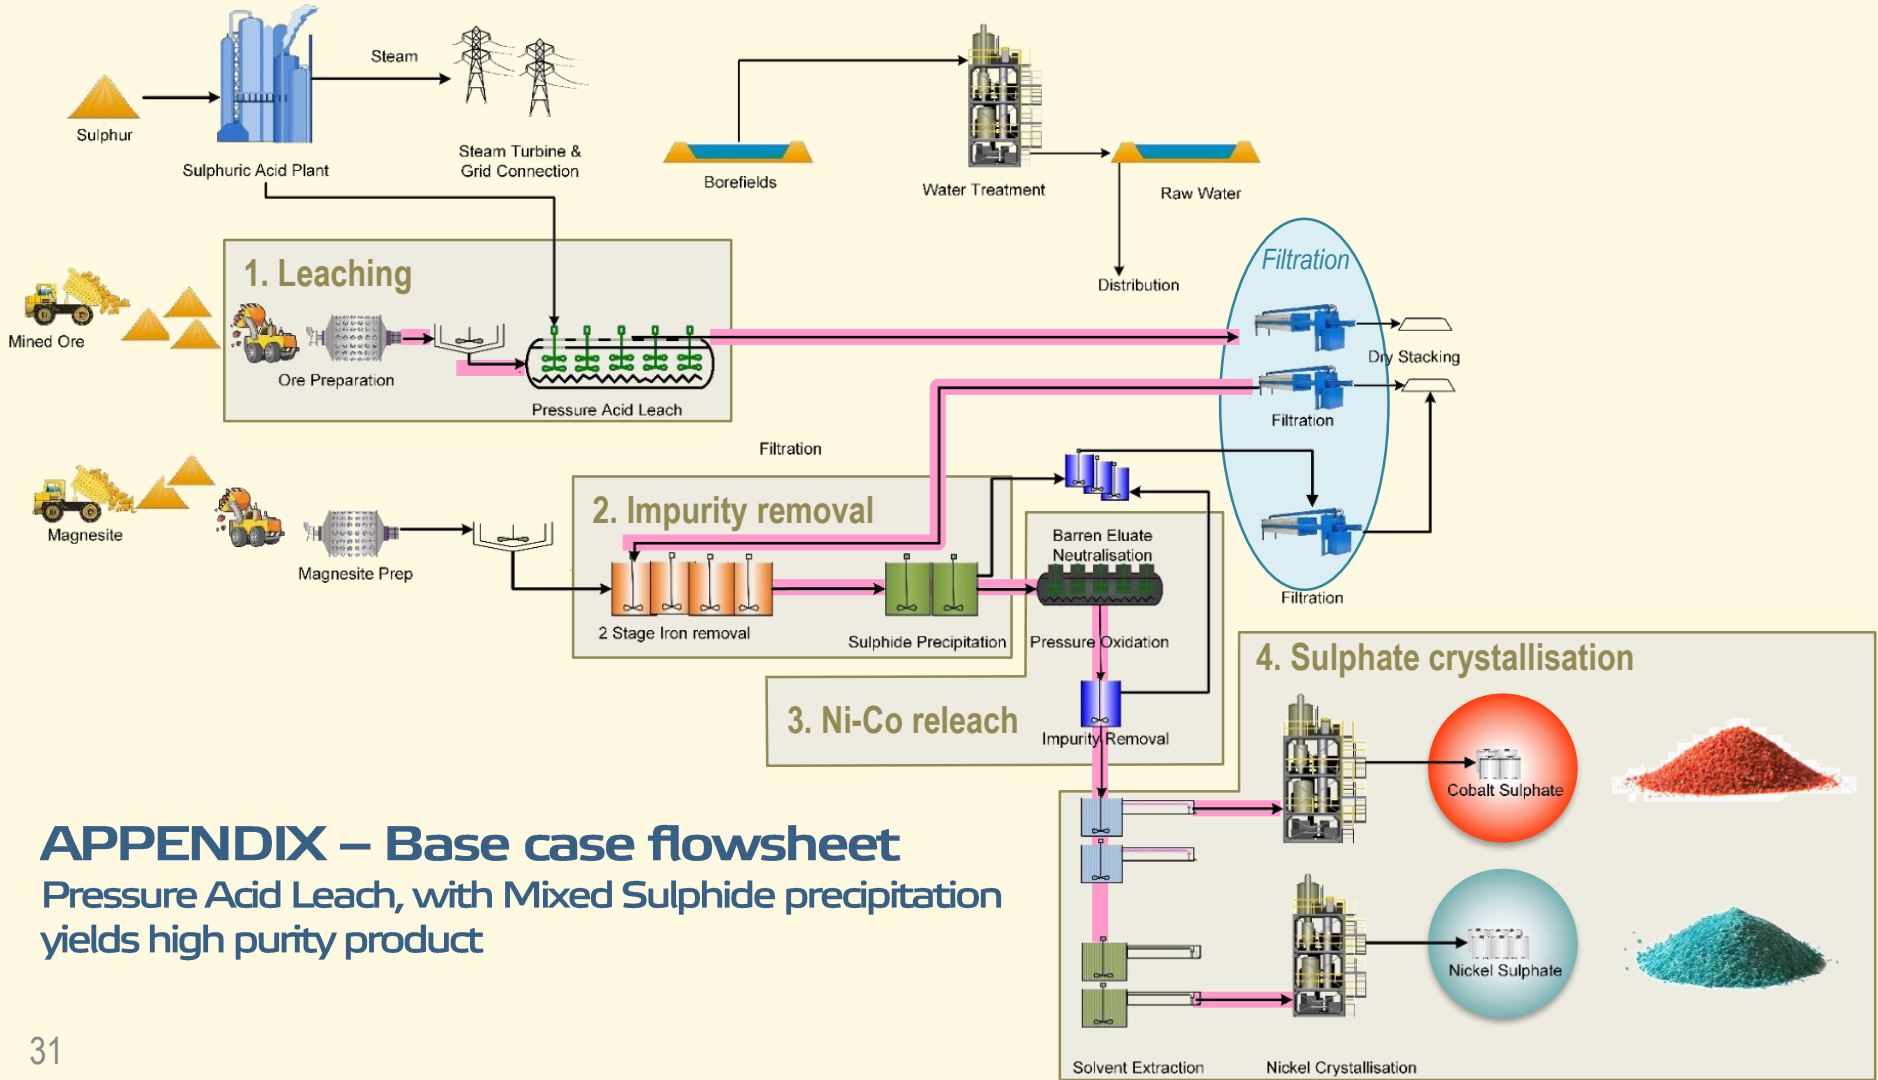 Steam
Sulphur
Sulphuric Acid Plant
Steam Turbine &
Grid Connection
Borefields
Water Treatment
Raw Water
Distribution
1. Leaching
Mined Ore
Ore Preparation
Pressure Acid Leach
Filtration
Dry Stacking
Filtration
Filtration
Magnesite
Magnesite Prep
2. Impurity removal
2 Stage Iron removal
Sulphide Precipitation
Barren Eluate
Neutralisation
Pressure Oxidation
Filtration
3. Ni-Co releach
Impurity Removal
4. Sulphate crystallisation
Cobalt Sulphate
Nickel Sulphate
Solvent Extraction
Nickel Crystallisation
APPENDIX – Base case flowsheet
Pressure Acid Leach, with Mixed Sulphide precipitation
yields high purity product
31